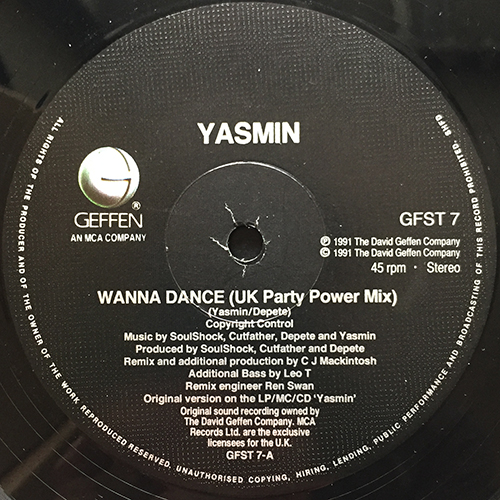 YASMIN
GEFFEN
®
AN MCA COMPANY
GFST 7
℗ 1991 The David Geffen Company
© 1991 The David Geffen Company
45 rpm · Stereo
WANNA DANCE (UK Party Power Mix)
(Yasmin/Depete)
Copyright Control
Music by SoulShock, Cutfather, Depete and Yasmin
Produced by SoulShock, Cutfather and Depete
Remix and additional production by C J Mackintosh
Additional Bass by Leo T
Remix engineer Ren Swan
Original version on the LP/MC/CD 'Yasmin'
Original sound recording owned by
The David Geffen Company. MCA
Records Ltd. are the exclusive
licensees for the U.K.
GFST 7-A
ALL RIGHTS OF THE PRODUCER AND OF THE OWNER OF THE WORK REPRODUCED RESERVED. UNAUTHORISED COPYING, HIRING, LENDING, PUBLIC PERFORMANCE AND BROADCASTING OF THIS RECORD PROHIBITED. BHFD